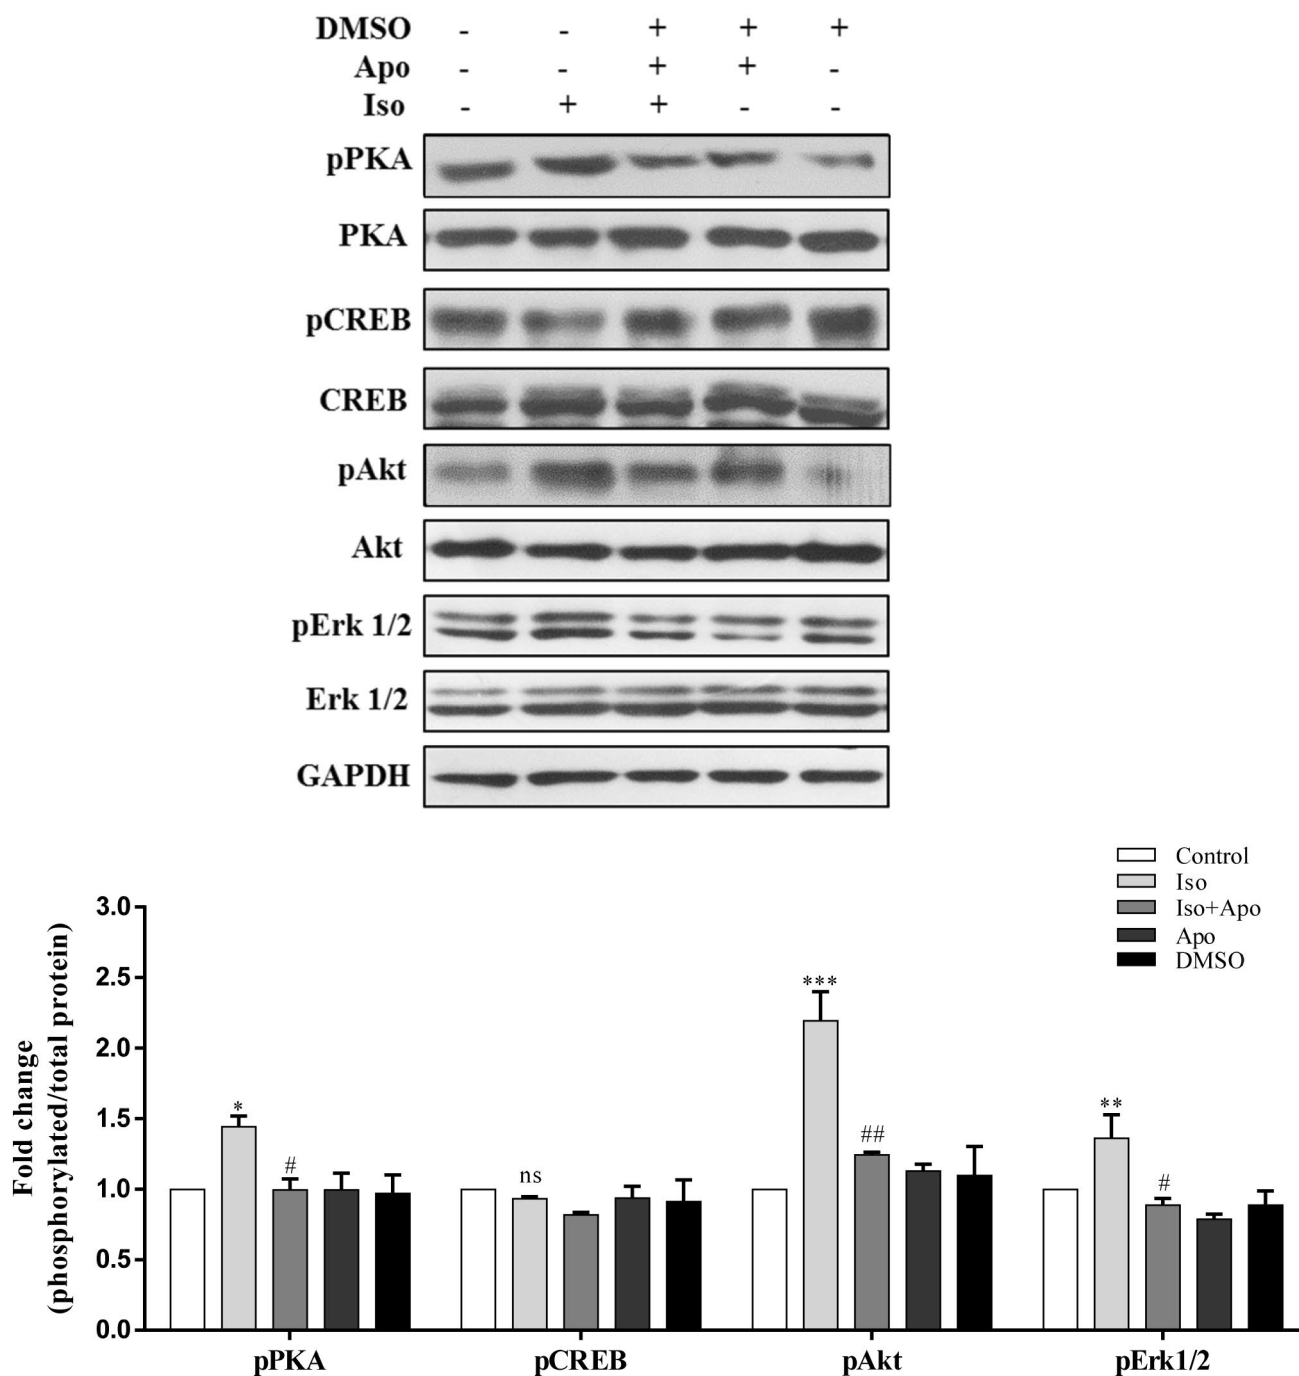 DMSO - - + + +
Apo - - + + -
Iso - + + - -
pPKA
PKA
pCREB
CREB
pAkt
Akt
pErk 1/2
Erk 1/2
GAPDH
Control
Iso
Iso+Apo
Apo
DMSO
Fold change
(phosphorylated/total protein)
3.0
2.5
2.0
1.5
1.0
0.5
0.0
*
#
ns
***
##
**
#
pPKA pCREB pAkt pErk1/2